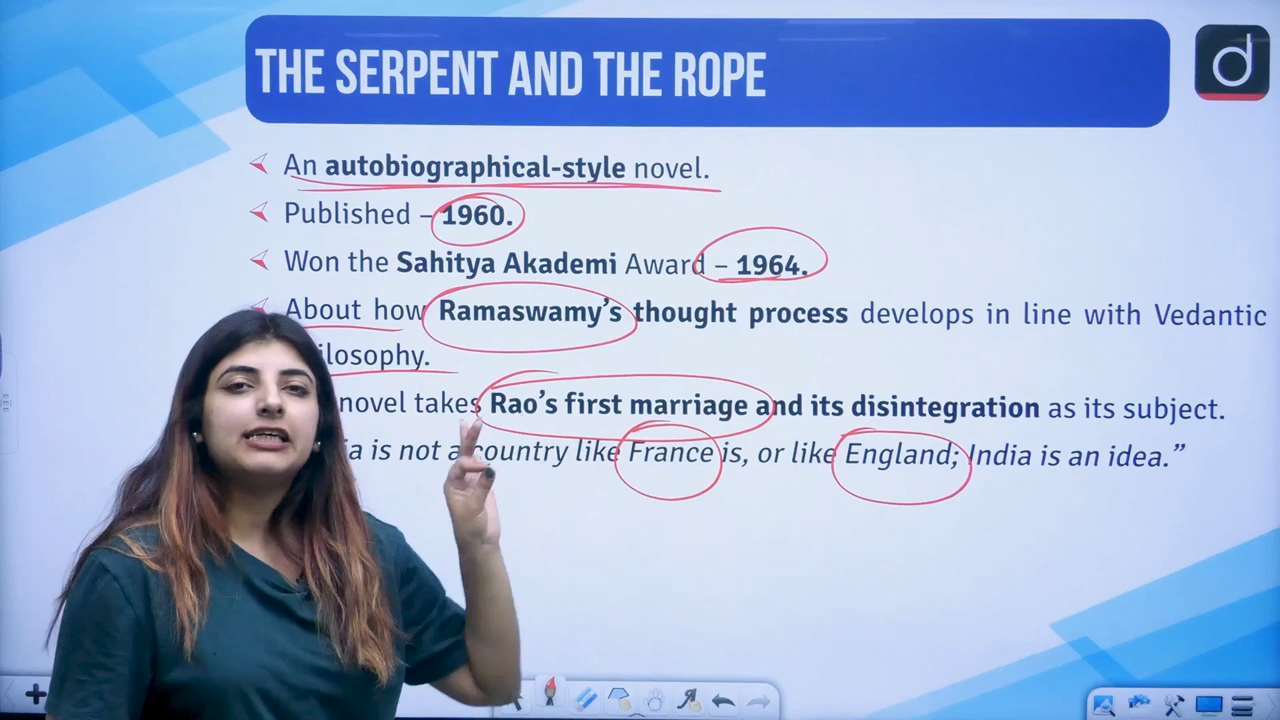 THE SERPENT AND THE ROPE
d
An autobiographical-style novel.
Published – 1960.
Won the Sahitya Akademi Award – 1964.
About how Ramaswamy's thought process develops in line with Vedantic
novel takes Rao's first marriage and its disintegration as its subject.
is not a country like France is, or like England; India is an idea.”